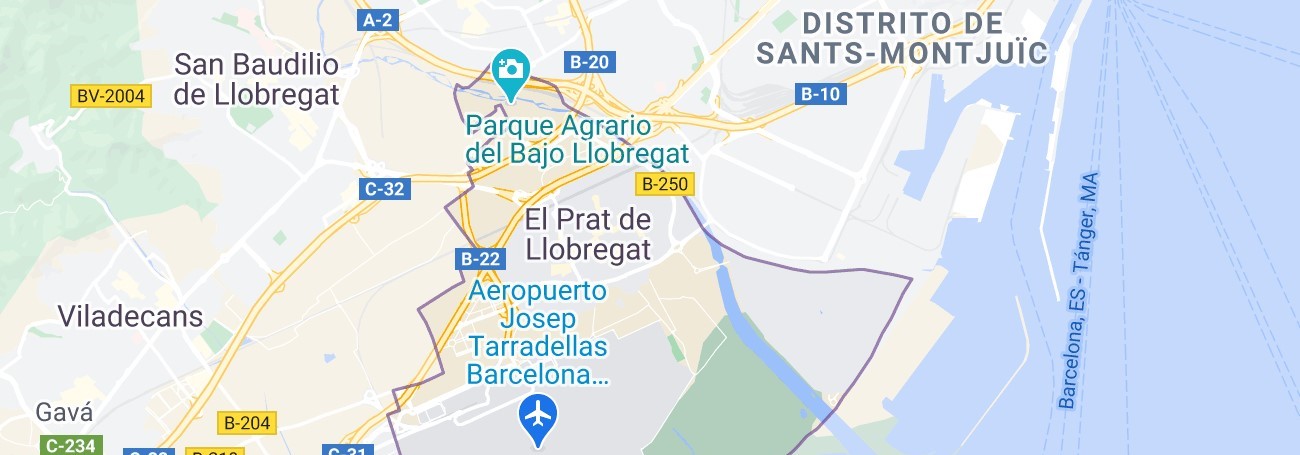 A-2
DISTRITO DE
SANTS-MONTJUÏC
San Baudilio
de Llobregat
B-20
BV-2004
B-10
Parque Agrario
del Bajo Llobregat
C-32
B-250
El Prat de
Llobregat
B-22
Barcelona, ES - Tánger, MA
Aeropuerto
Josep
Tarradellas
Barcelona...
Viladecans
Gavá
B-204
C-234
C-31